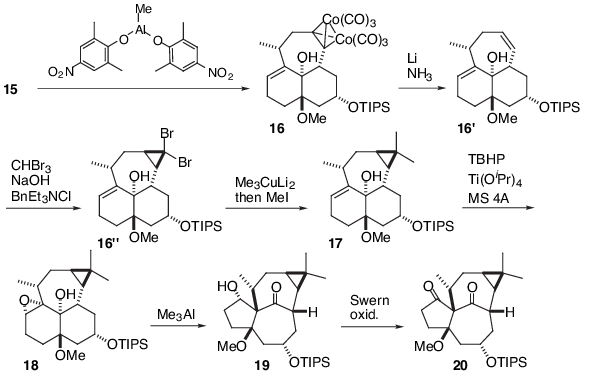 Me
Al
O O
O₂N NO₂
15
Co(CO)₃
Co(CO)₃
OH
OTIPS
OMe
16
Li
NH₃
OH
OTIPS
OMe
16'
CHBr₃
NaOH
BnEt₃NCl
Br
Br
OH
OTIPS
OMe
16''
Me₃CuLi₂
then MeI
OH
OTIPS
OMe
17
TBHP
Ti(OⁱPr)₄
MS 4A
O
OH
OTIPS
OMe
18
Me₃Al
HO
O
H
MeO
OTIPS
19
Swern
oxid.
O
O
H
MeO
OTIPS
20